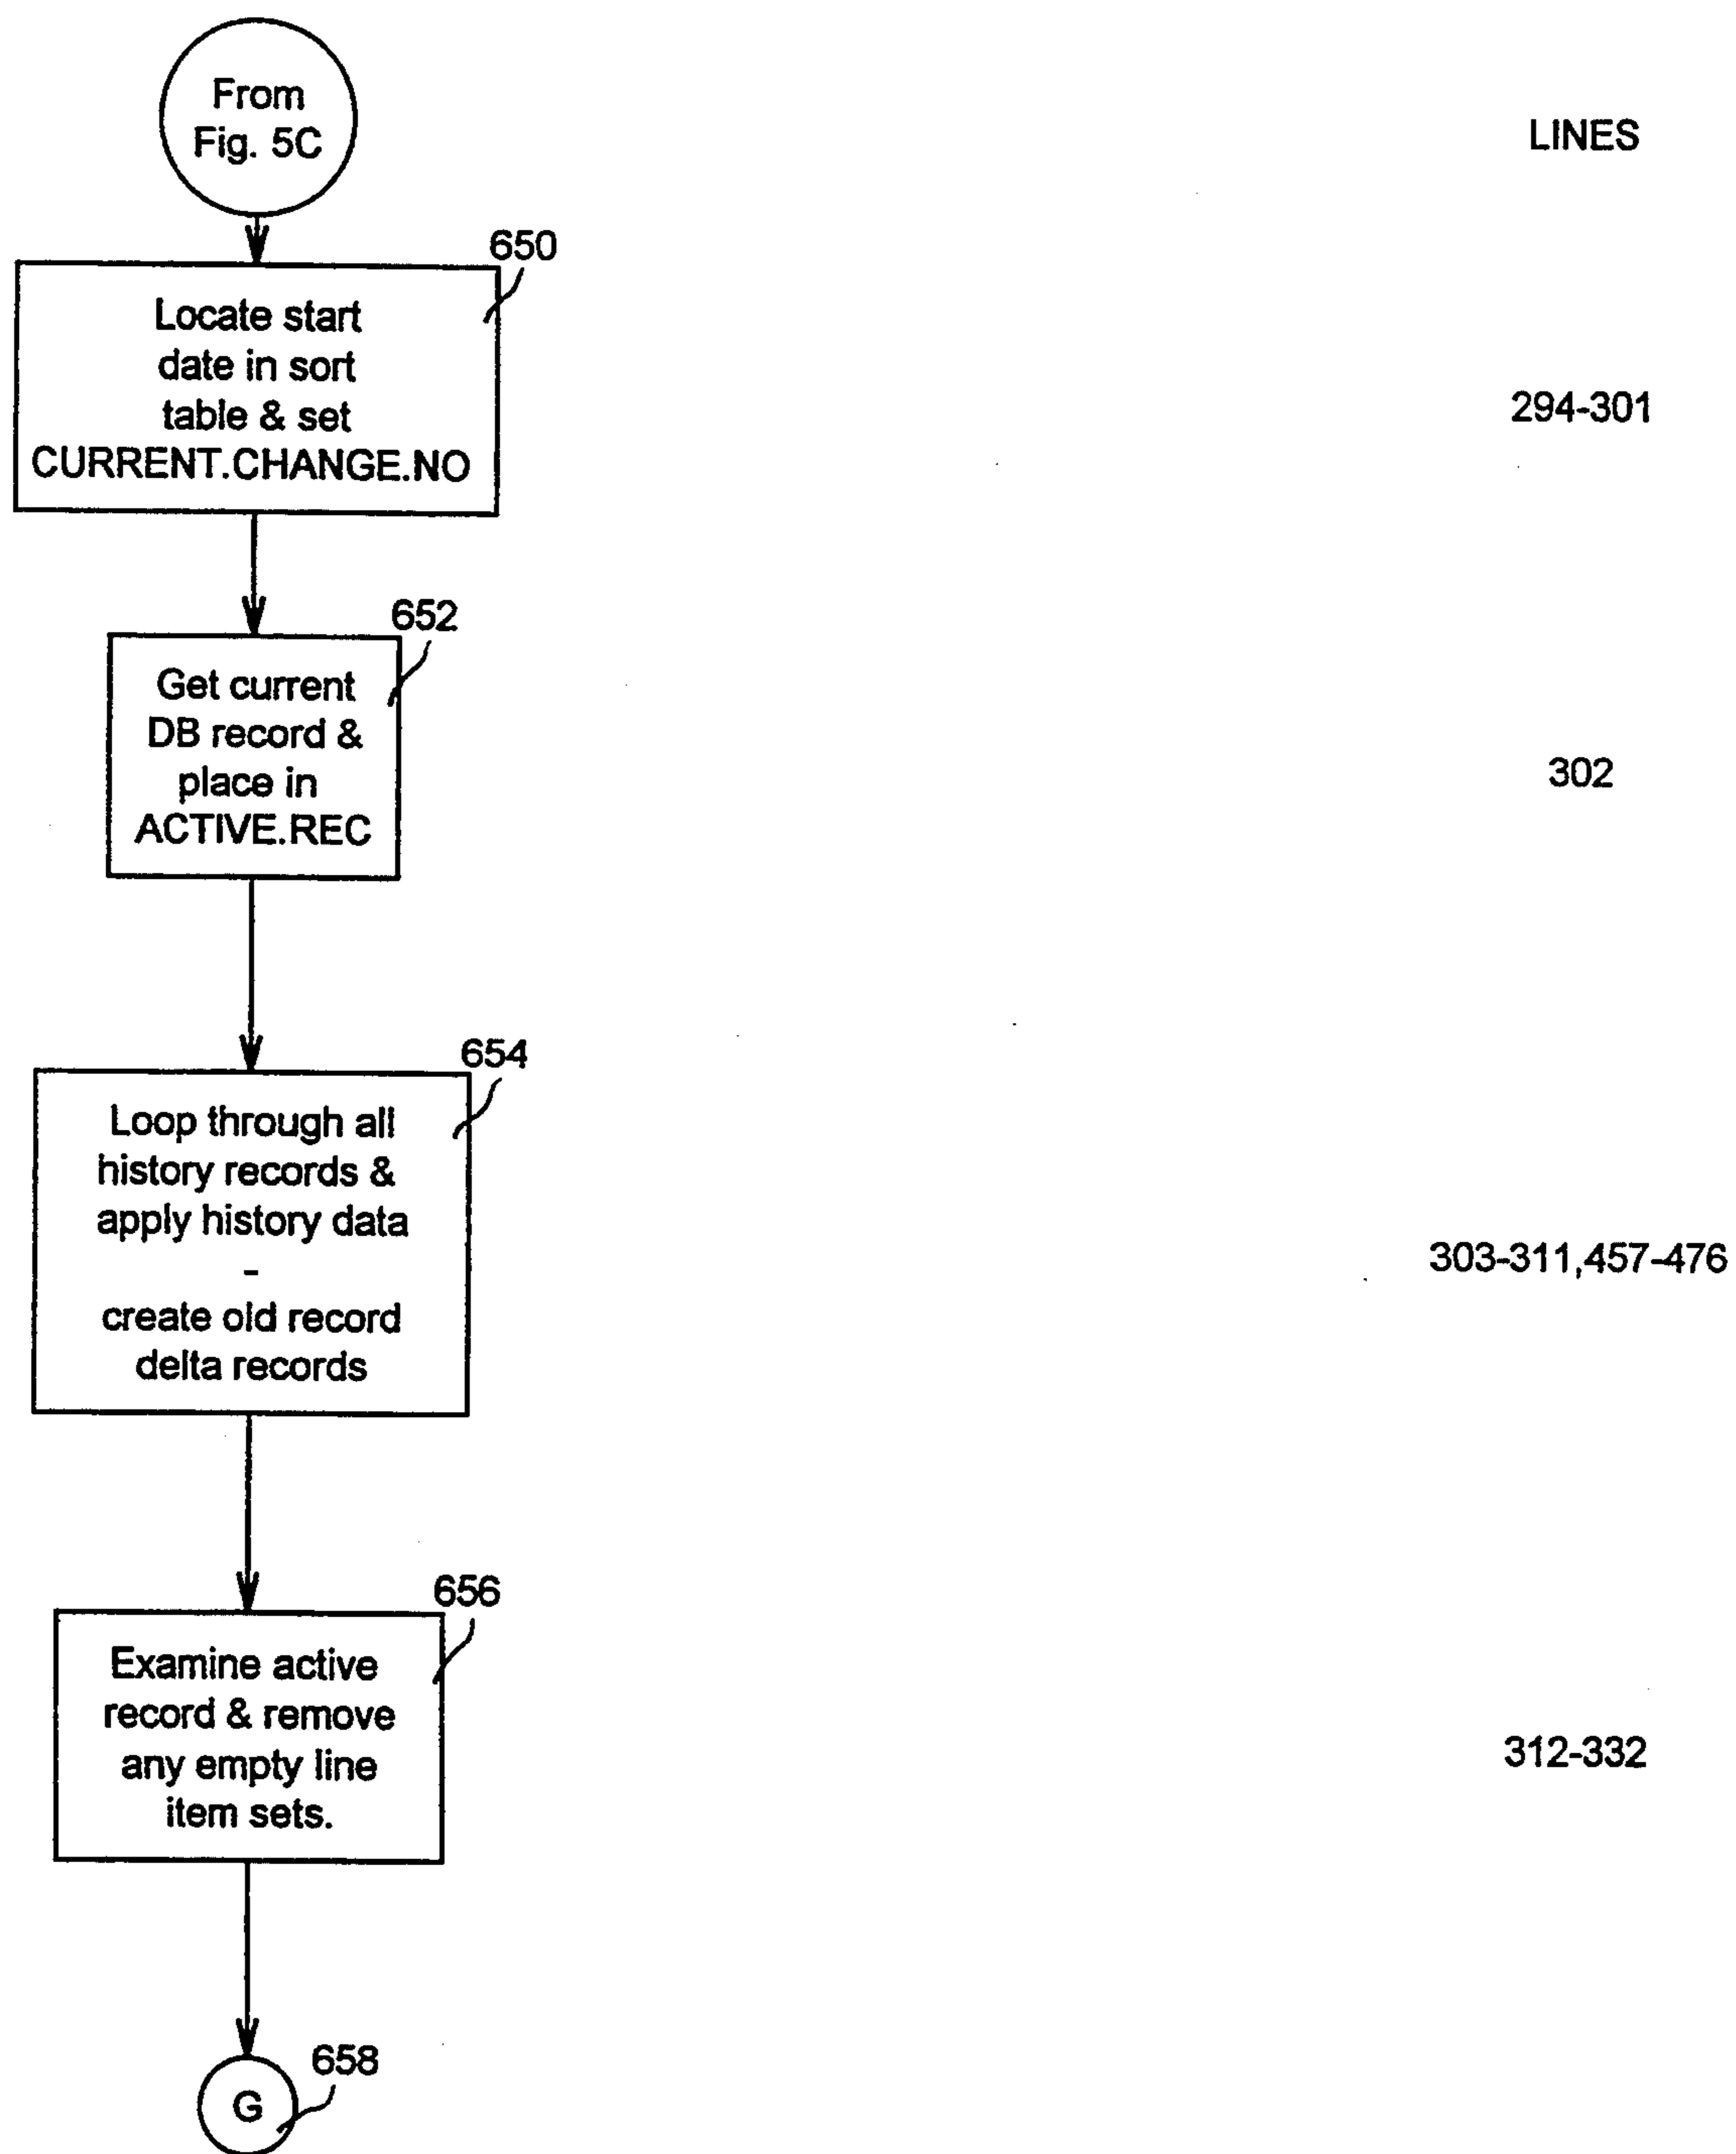 From
Fig. 5C
LINES
650
Locate start
date in sort
table & set
CURRENT.CHANGE.NO
294-301
652
Get current
DB record &
place in
ACTIVE.REC
302
654
Loop through all
history records &
apply history data
-
create old record
delta records
303-311,457-476
656
Examine active
record & remove
any empty line
item sets.
312-332
658
G